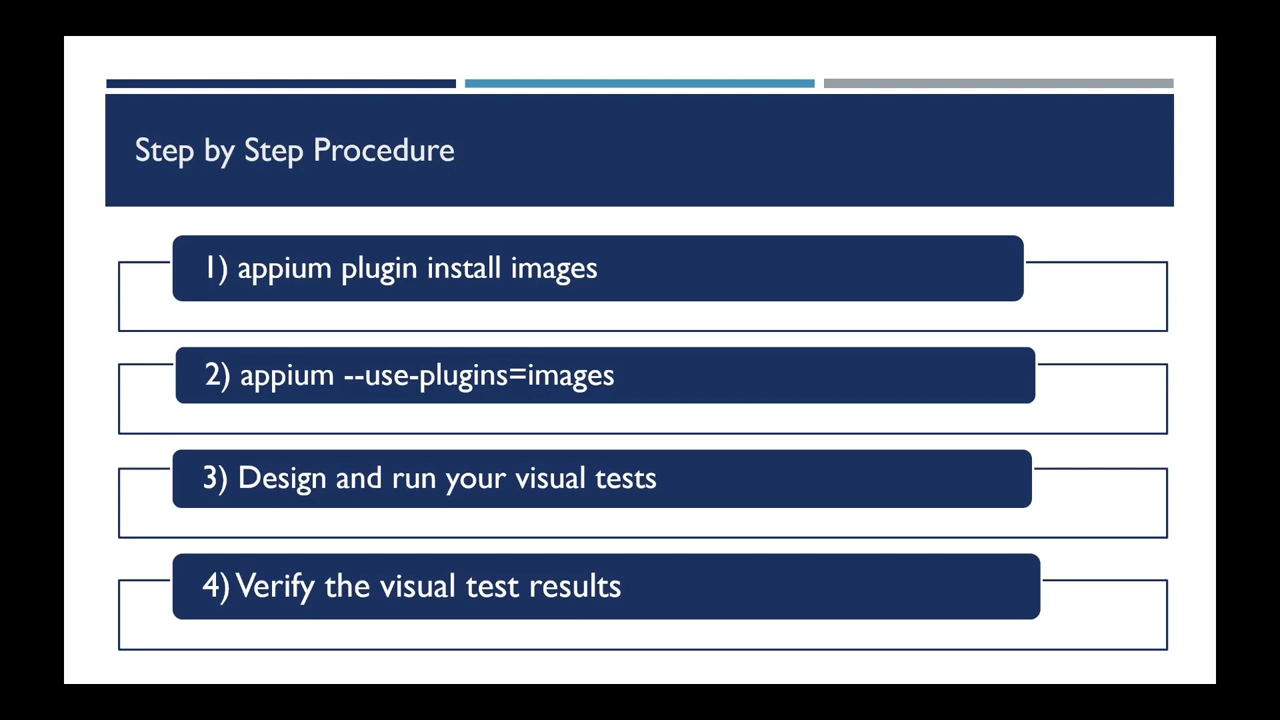 Step by Step Procedure
1) appium plugin install images
2) appium --use-plugins=images
3) Design and run your visual tests
4) Verify the visual test results